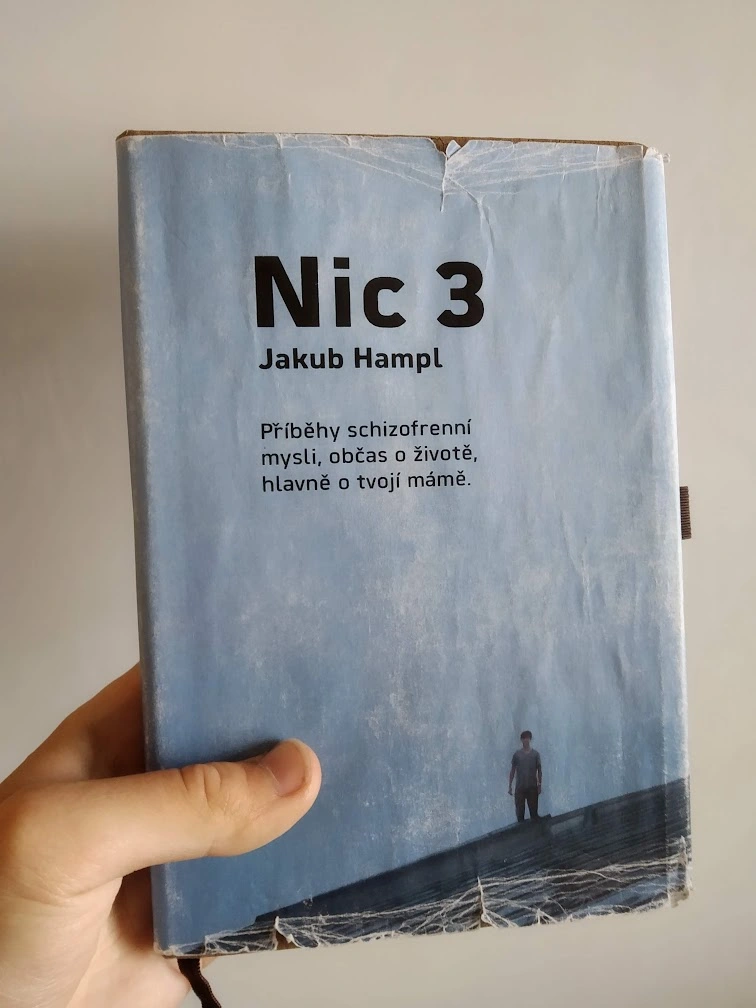 Nic 3
Jakub Hampl
Příběhy schizofrenní
mysli, občas o životě,
hlavně o tvojí mámě.